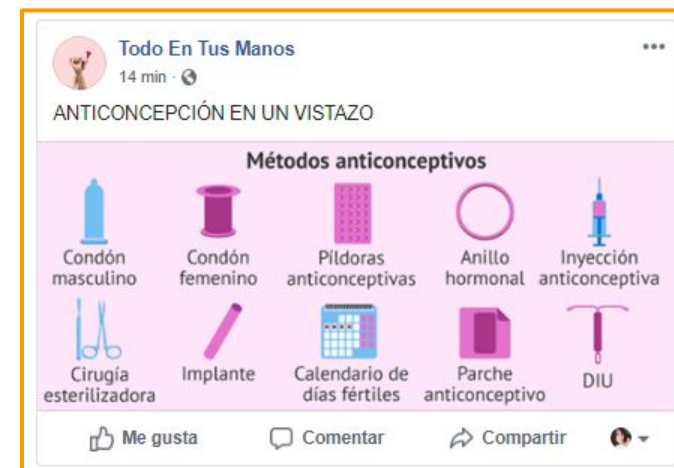 Todo En Tus Manos
14 min ·
ANTICONCEPCIÓN EN UN VISTAZO
Métodos anticonceptivos
Condón masculino
Condón femenino
Píldoras anticonceptivas
Anillo hormonal
Inyección anticonceptiva
Cirugía esterilizadora
Implante
Calendario de días fértiles
Parche anticonceptivo
DIU
Me gusta
Comentar
Compartir